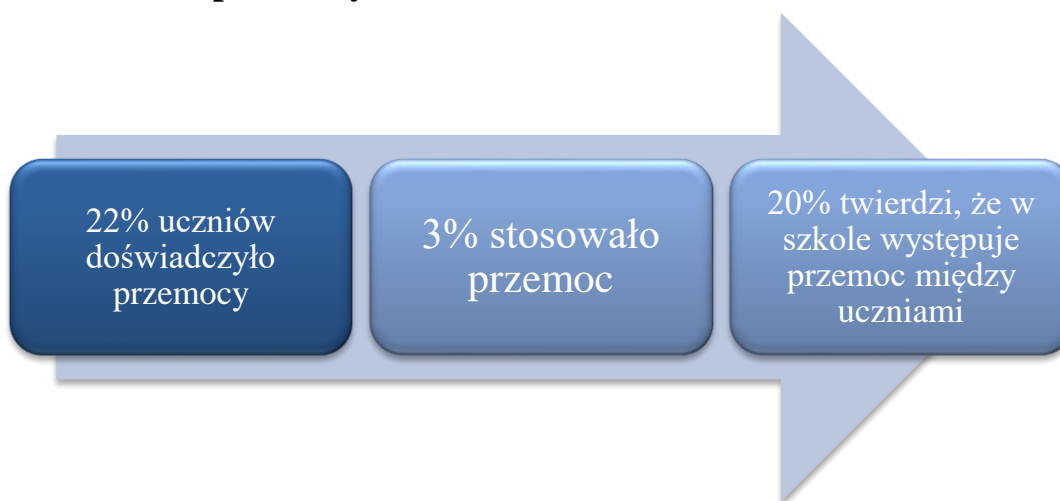 22% uczniów
doświadczyło
przemocy
3% stosowało
przemoc
20% twierdzi, że w
szkole występuje
przemoc między
uczniami